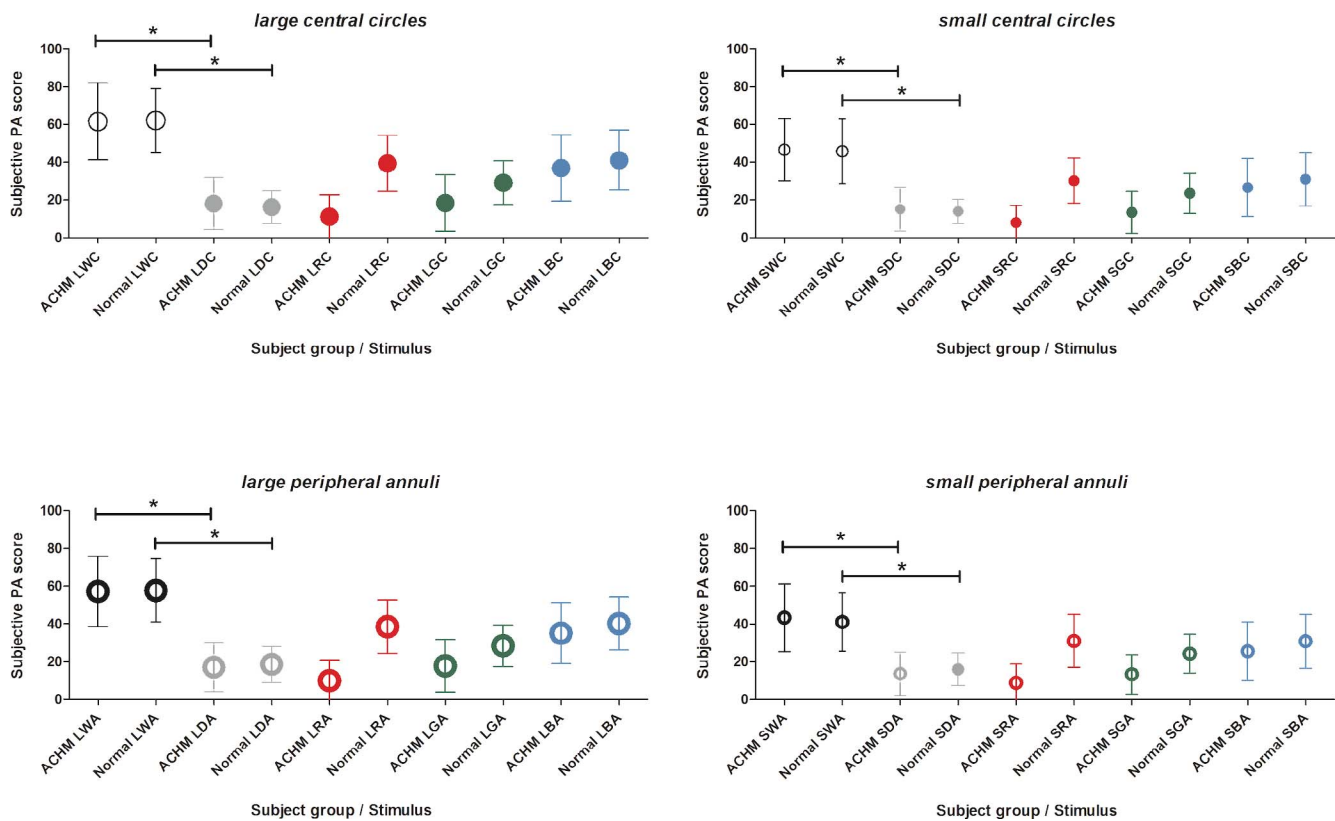 large central circles
*
*
Subjective PA score
100
80
60
40
20
0
ACHM LWC
Normal LWC
ACHM LDC
Normal LDC
ACHM LRC
Normal LRC
ACHM LGC
Normal LGC
ACHM LBC
Normal LBC
Subject group / Stimulus
small central circles
*
*
Subjective PA score
100
80
60
40
20
0
ACHM SWC
Normal SWC
ACHM SDC
Normal SDC
ACHM SRC
Normal SRC
ACHM SGC
Normal SGC
ACHM SBC
Normal SBC
Subject group / Stimulus
large peripheral annuli
*
*
Subjective PA score
100
80
60
40
20
0
ACHM LWA
Normal LWA
ACHM LDA
Normal LDA
ACHM LRA
Normal LRA
ACHM LGA
Normal LGA
ACHM LBA
Normal LBA
Subject group / Stimulus
small peripheral annuli
*
*
Subjective PA score
100
80
60
40
20
0
ACHM SWA
Normal SWA
ACHM SDA
Normal SDA
ACHM SRA
Normal SRA
ACHM SGA
Normal SGA
ACHM SBA
Normal SBA
Subject group / Stimulus